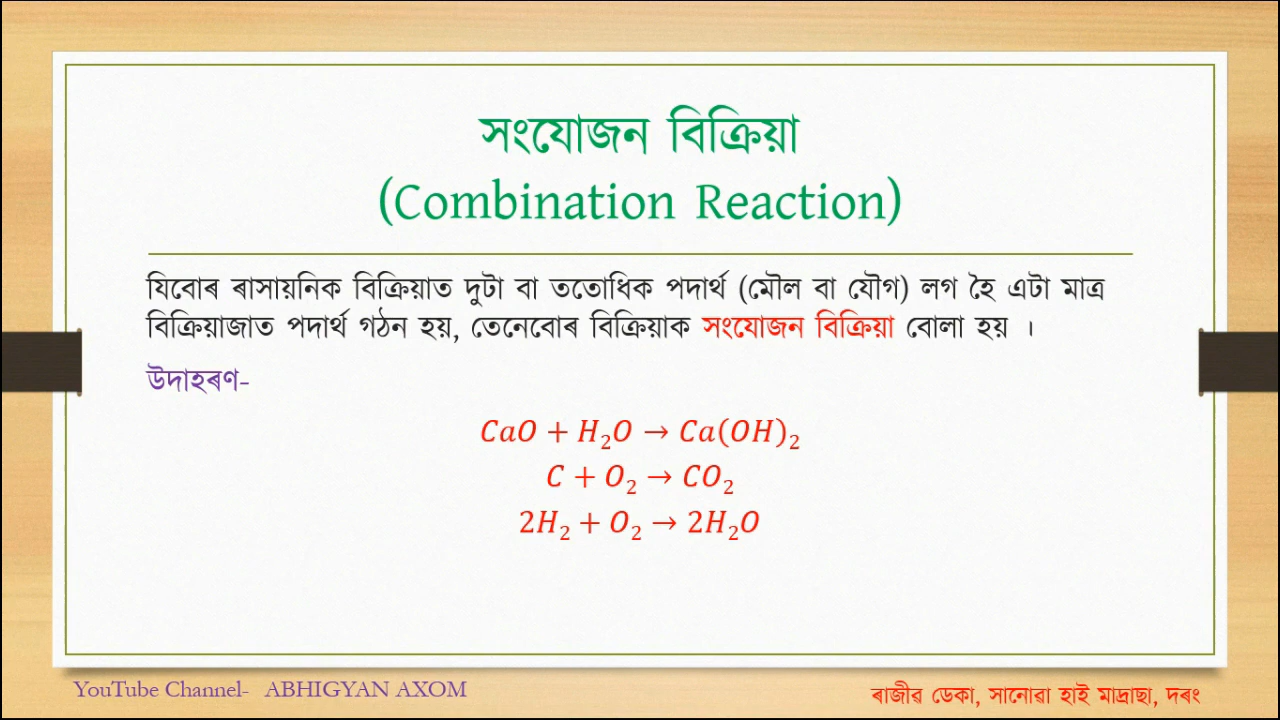 সংযোজন বিক্ৰিয়া
(Combination Reaction)
যিবোৰ ৰাসায়নিক বিক্ৰিয়াত দুটা বা ততোধিক পদাৰ্থ (মৌল বা যৌগ) লগ হৈ এটা মাত্ৰ
বিক্ৰিয়াজাত পদাৰ্থ গঠন হয়, তেনেবোৰ বিক্ৰিয়াক সংযোজন বিক্ৰিয়া বোলা হয় ।
উদাহৰণ-
CaO + H₂O → Ca(OH)₂
C + O₂ → CO₂
2H₂ + O₂ → 2H₂O
YouTube Channel- ABHIGYAN AXOM
ৰাজীৱ ডেকা, সানোৱা হাই মাদ্ৰাছা, দৰং